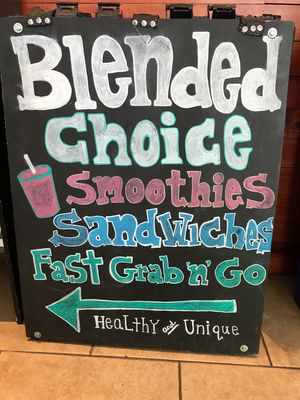 Blended
Choice
Smoothies
Sandwiches
Fast Grab 'n' Go
Healthy and Unique